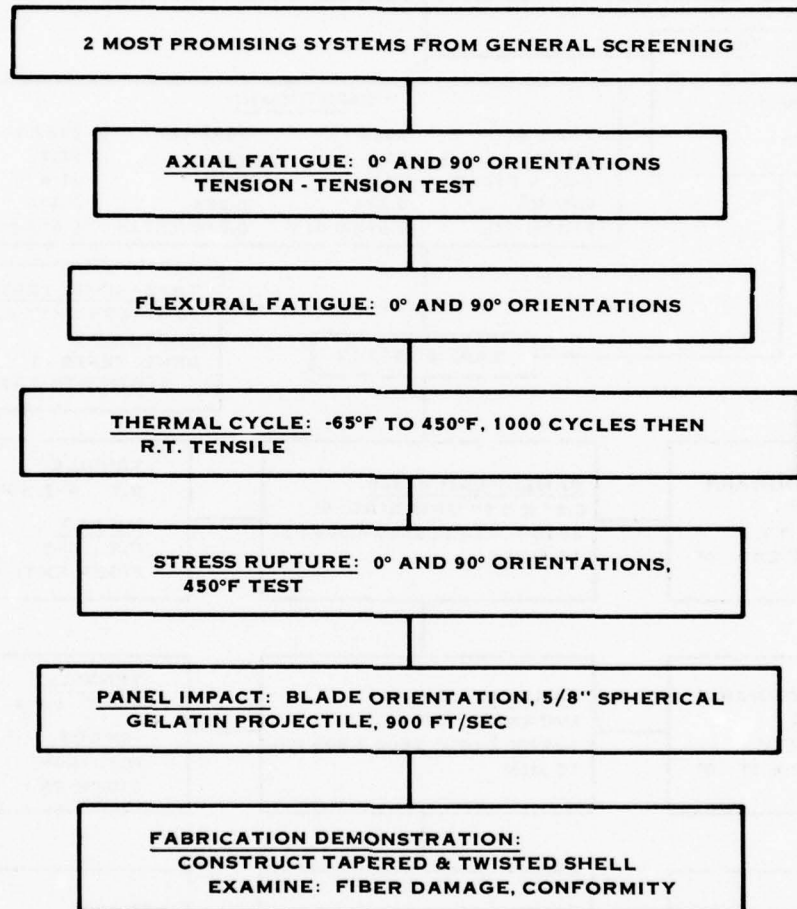 2 MOST PROMISING SYSTEMS FROM GENERAL SCREENING
AXIAL FATIGUE: 0° AND 90° ORIENTATIONS
TENSION - TENSION TEST
FLEXURAL FATIGUE: 0° AND 90° ORIENTATIONS
THERMAL CYCLE: -65°F TO 450°F, 1000 CYCLES THEN
R.T. TENSILE
STRESS RUPTURE: 0° AND 90° ORIENTATIONS,
450°F TEST
PANEL IMPACT: BLADE ORIENTATION, 5/8" SPHERICAL
GELATIN PROJECTILE, 900 FT/SEC
FABRICATION DEMONSTRATION:
CONSTRUCT TAPERED & TWISTED SHELL
EXAMINE: FIBER DAMAGE, CONFORMITY